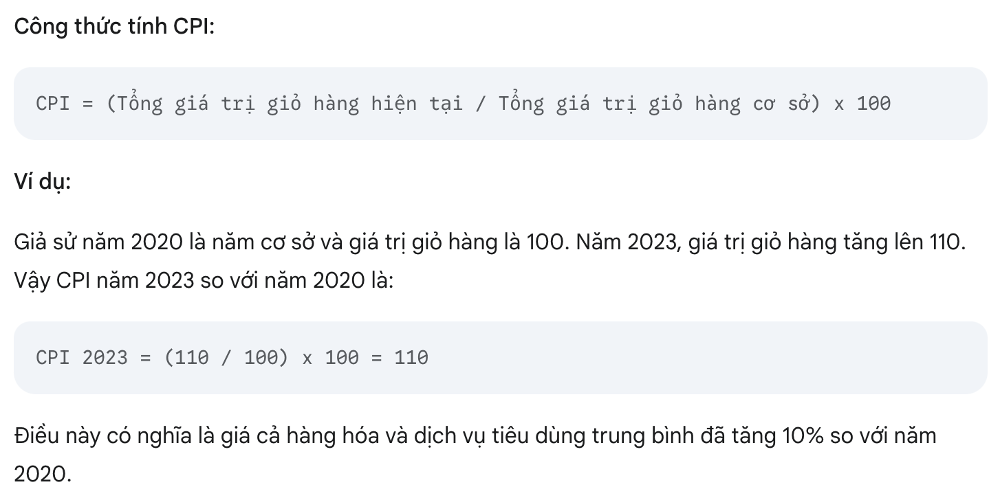 Công thức tính CPI:
CPI = (Tổng giá trị giỏ hàng hiện tại / Tổng giá trị giỏ hàng cơ sở) x 100
Ví dụ:
Giả sử năm 2020 là năm cơ sở và giá trị giỏ hàng là 100. Năm 2023, giá trị giỏ hàng tăng lên 110.
Vậy CPI năm 2023 so với năm 2020 là:
CPI 2023 = (110 / 100) x 100 = 110
Điều này có nghĩa là giá cả hàng hóa và dịch vụ tiêu dùng trung bình đã tăng 10% so với năm
2020.